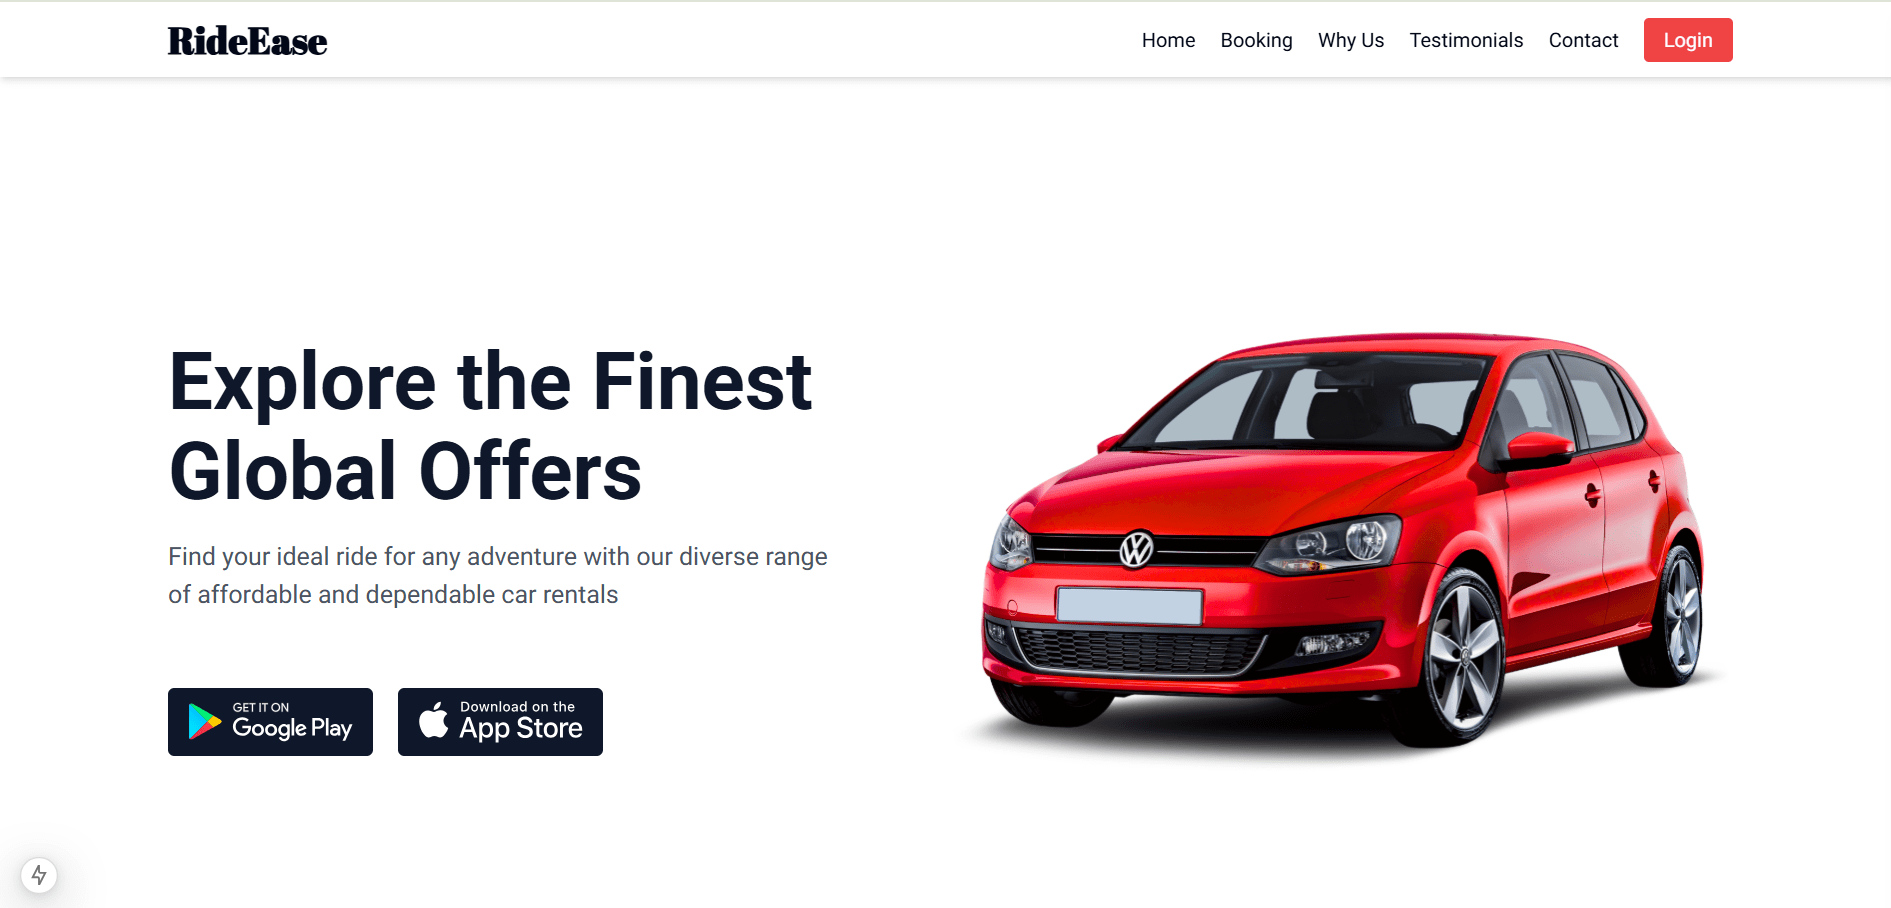 RideEase
Home Booking Why Us Testimonials Contact Login
Explore the Finest
Global Offers
Find your ideal ride for any adventure with our diverse range
of affordable and dependable car rentals
GET IT ON
Google Play
Download on the
App Store